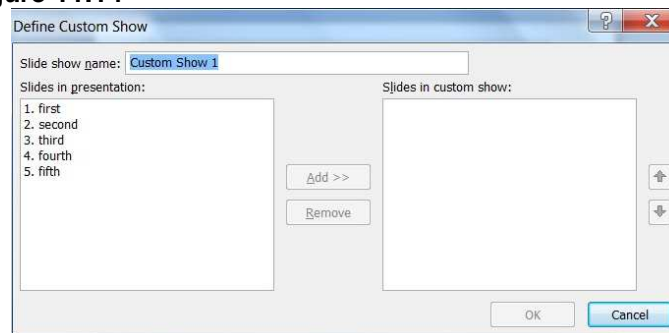 Define Custom Show
Slide show name: Custom Show 1
Slides in presentation:
Slides in custom show:
1. first
2. second
3. third
4. fourth
5. fifth
Add >>
Remove
OK
Cancel